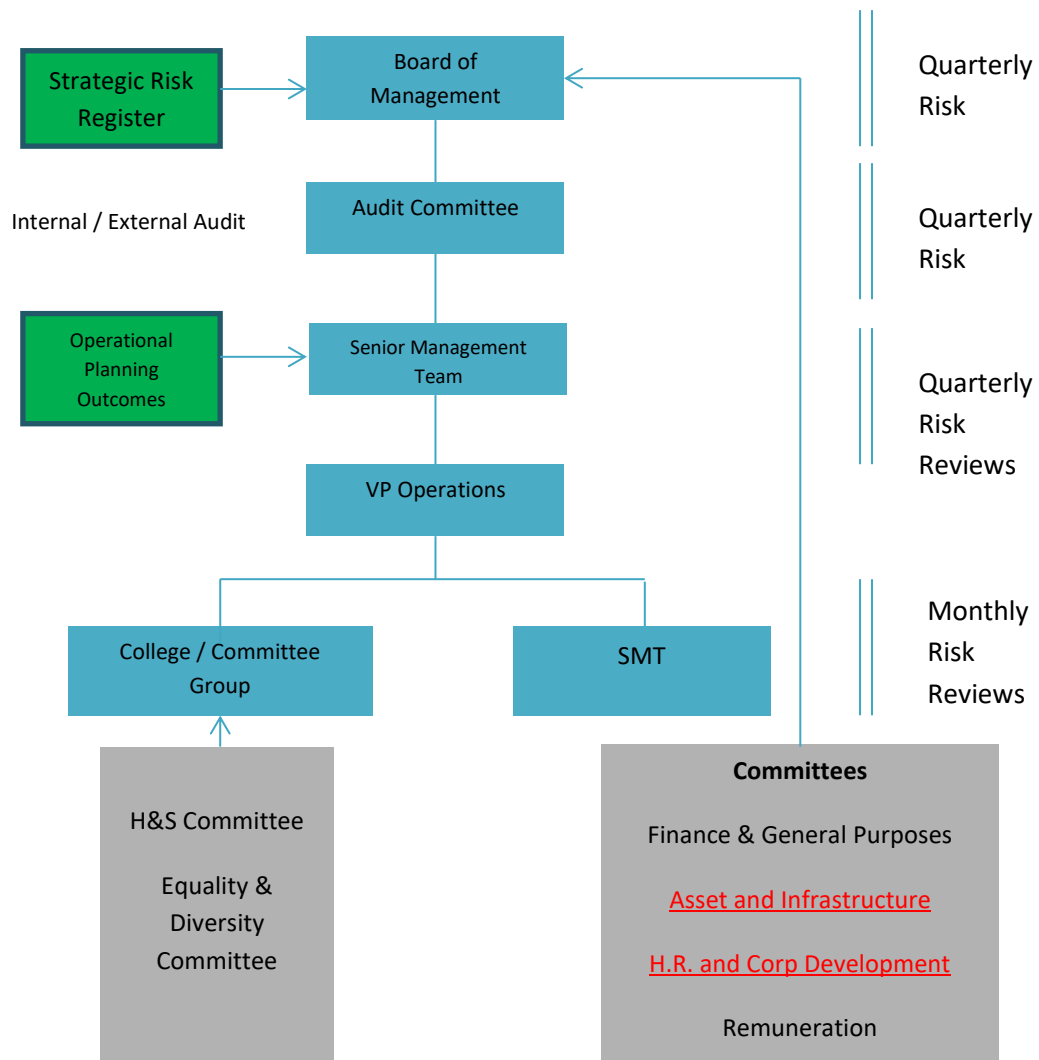 Strategic Risk
Register
Board of
Management
Quarterly
Risk
Internal / External Audit
Audit Committee
Quarterly
Risk
Operational
Planning
Outcomes
Senior Management
Team
Quarterly
Risk
Reviews
VP Operations
College / Committee
Group
SMT
Monthly
Risk
Reviews
H&S Committee
Equality &
Diversity
Committee
Committees
Finance & General Purposes
Asset and Infrastructure
H.R. and Corp Development
Remuneration